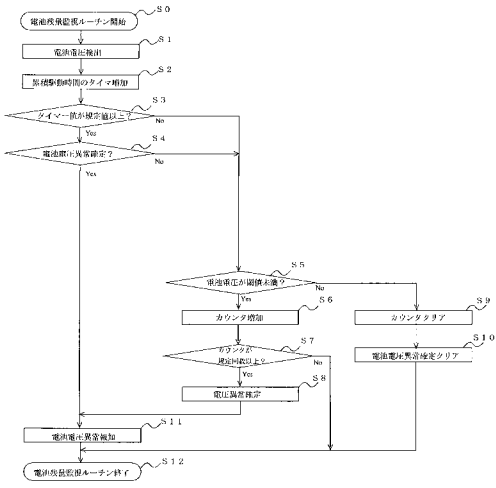 電池残量監視ルーチン開始
S0
電池電圧検出
S1
累積駆動時間のタイマ増加
S2
タイマー値が規定値以上?
S3
Yes
No
電池電圧異常確定?
S4
Yes
No
電池電圧が閾値未満?
S5
Yes
No
カウンタ増加
S6
カウンタクリア
S9
カウンタが
規定回数以上?
S7
Yes
No
電池電圧異常確定クリア
S10
電圧異常確定
S8
電池電圧異常報知
S11
電池残量監視ルーチン終了
S12